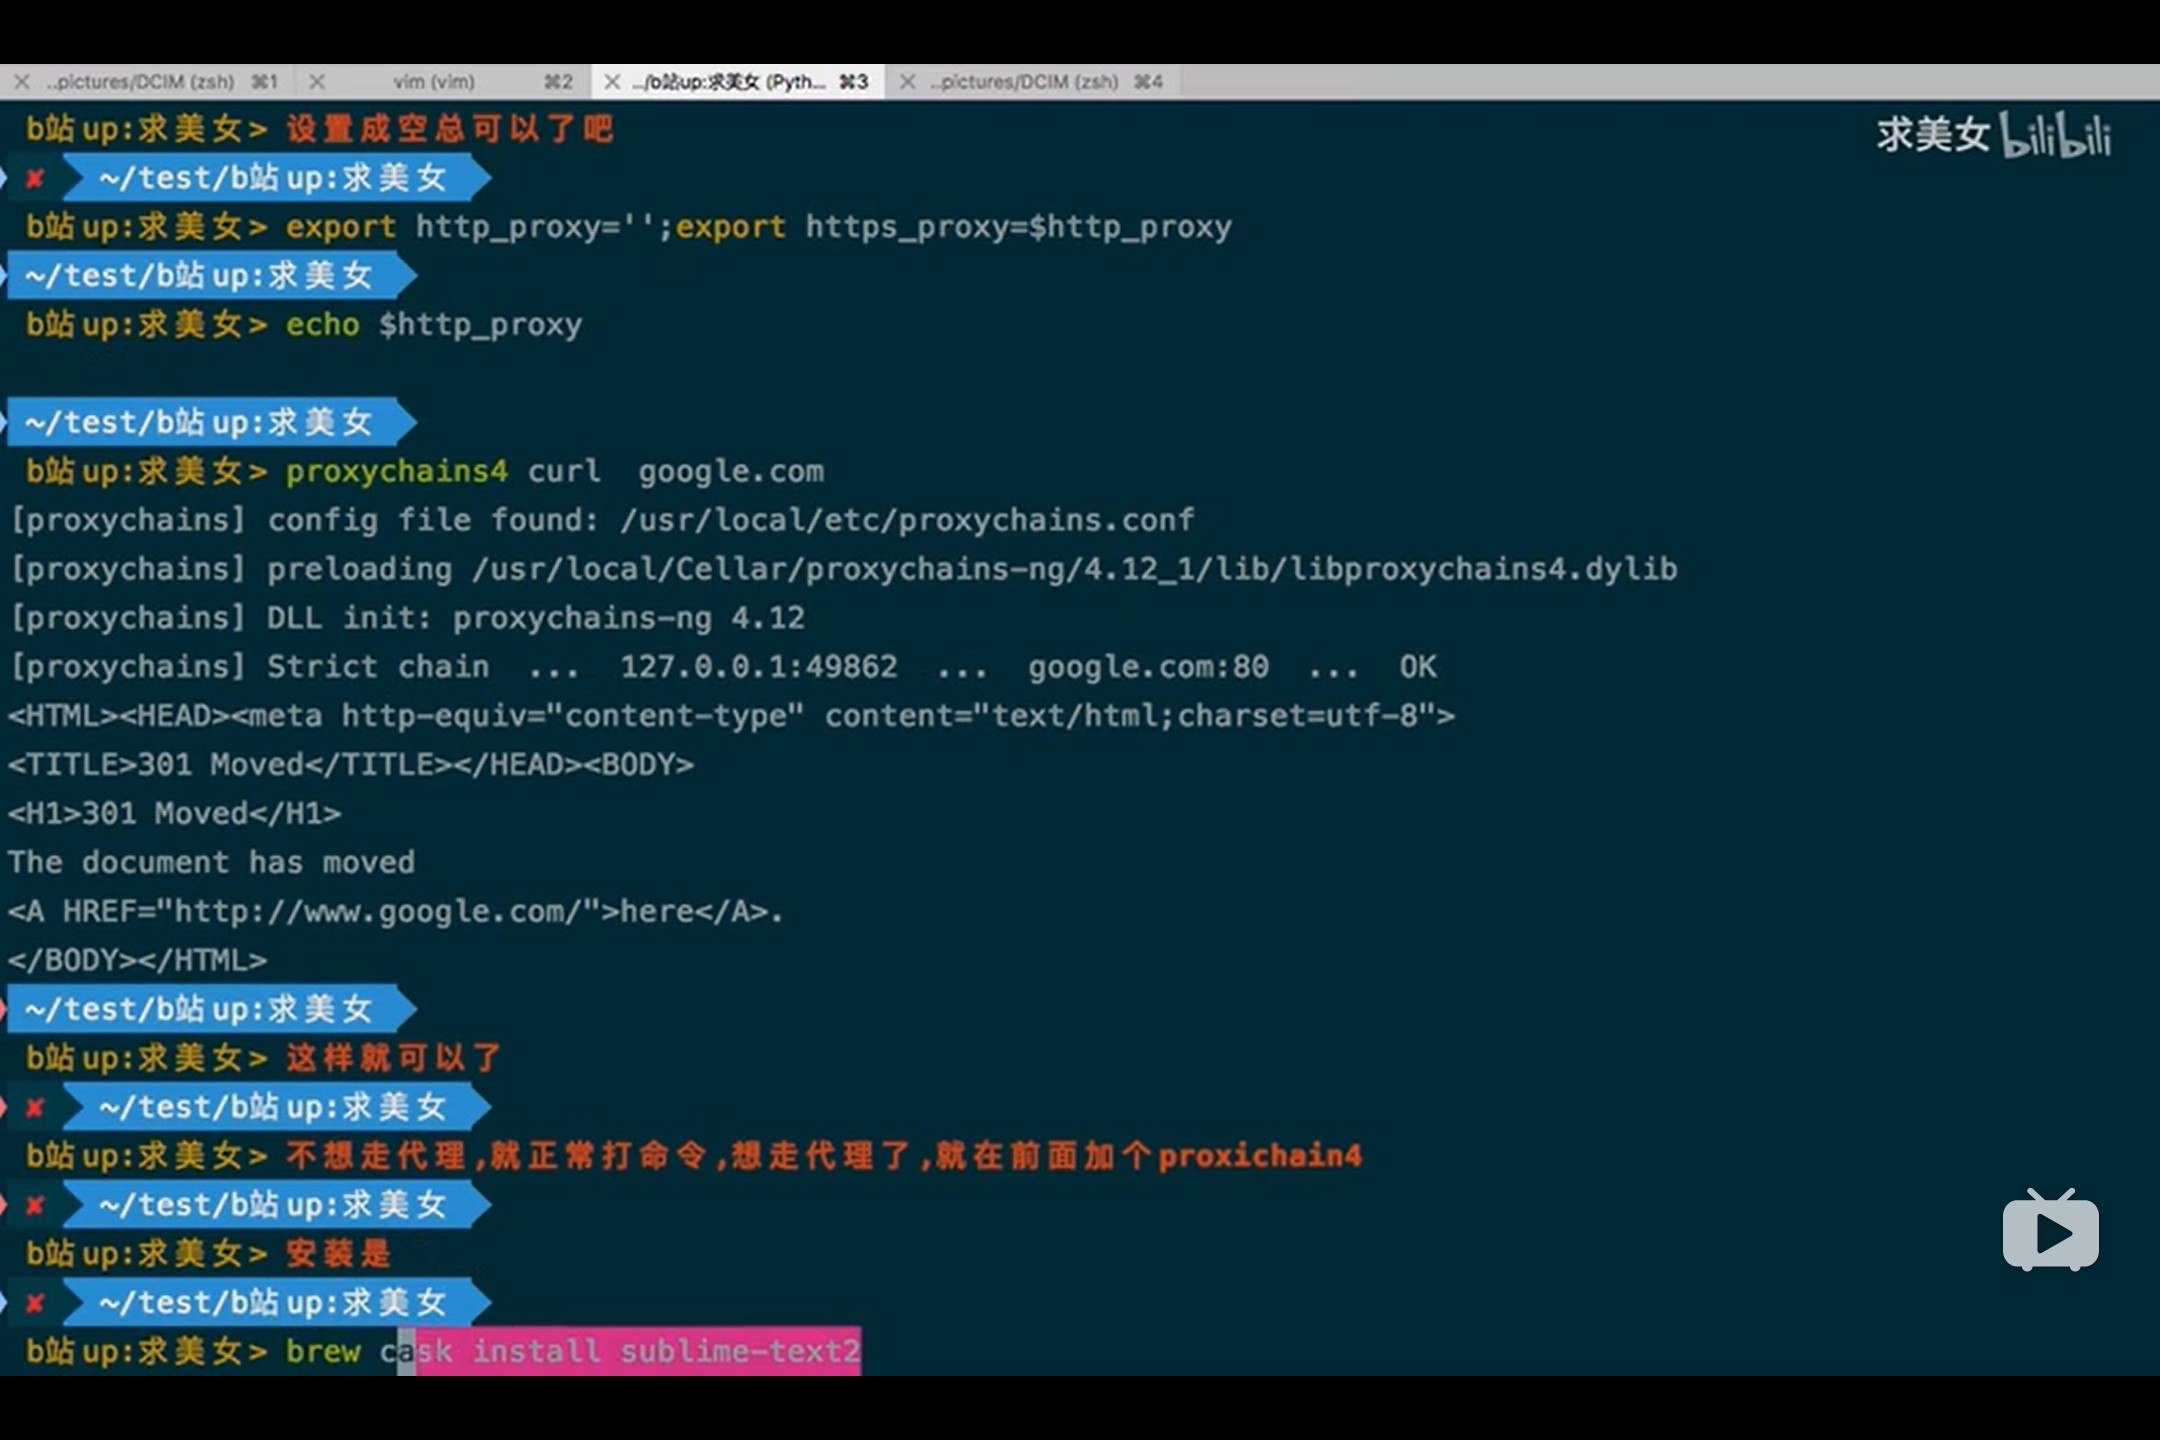 ..pictures/DCIM (zsh) ⌘1 vim (vim) ⌘2 .../b站up:求美女 (Pyth... ⌘3 ..pictures/DCIM (zsh) ⌘4
求美女 bilibili
b站up:求美女> 设置成空总可以了吧
✘ ~/test/b站up:求美女
b站up:求美女> export http_proxy='';export https_proxy=$http_proxy
~/test/b站up:求美女
b站up:求美女> echo $http_proxy
~/test/b站up:求美女
b站up:求美女> proxychains4 curl  google.com
[proxychains] config file found: /usr/local/etc/proxychains.conf
[proxychains] preloading /usr/local/Cellar/proxychains-ng/4.12_1/lib/libproxychains4.dylib
[proxychains] DLL init: proxychains-ng 4.12
[proxychains] Strict chain  ...  127.0.0.1:49862  ...  google.com:80  ...  OK
<HTML><HEAD><meta http-equiv="content-type" content="text/html;charset=utf-8">
<TITLE>301 Moved</TITLE></HEAD><BODY>
<H1>301 Moved</H1>
The document has moved
<A HREF="http://www.google.com/">here</A>.
</BODY></HTML>
~/test/b站up:求美女
b站up:求美女> 这样就可以了
✘ ~/test/b站up:求美女
b站up:求美女> 不想走代理,就正常打命令,想走代理了,就在前面加个proxichain4
✘ ~/test/b站up:求美女
b站up:求美女> 安装是
✘ ~/test/b站up:求美女
b站up:求美女> brew cask install sublime-text2